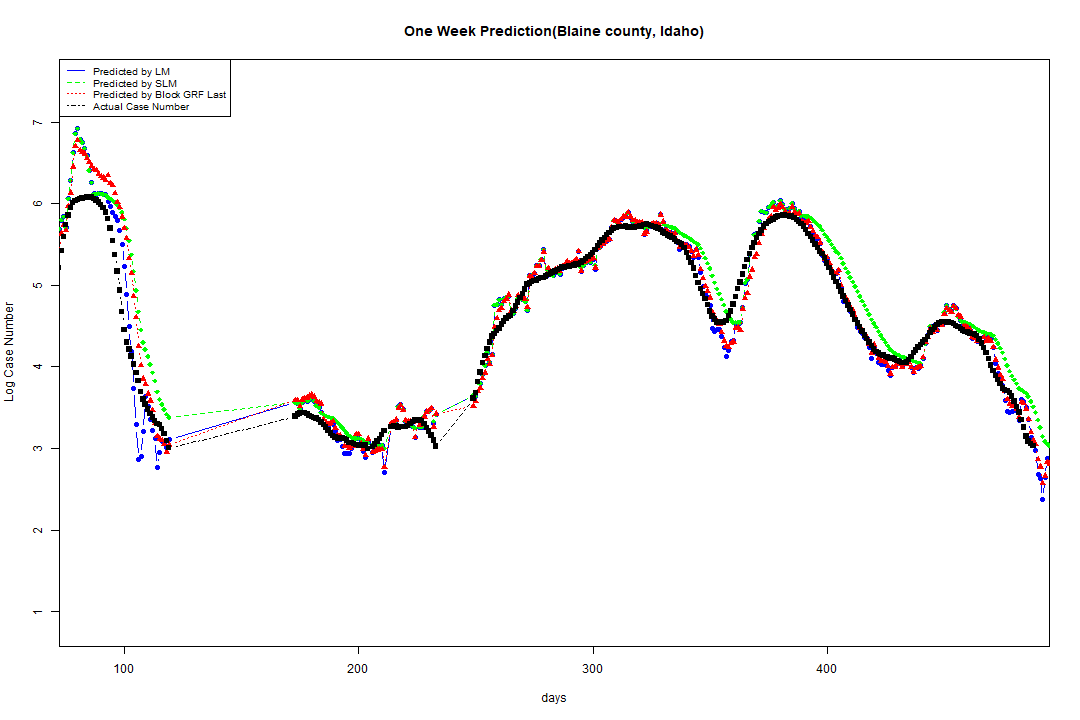 One Week Prediction(Blaine county, Idaho)
Predicted by LM
Predicted by SLM
Predicted by Block GRF Last
Actual Case Number
Log Case Number
7
6
5
4
3
2
1
100 200 300 400
days